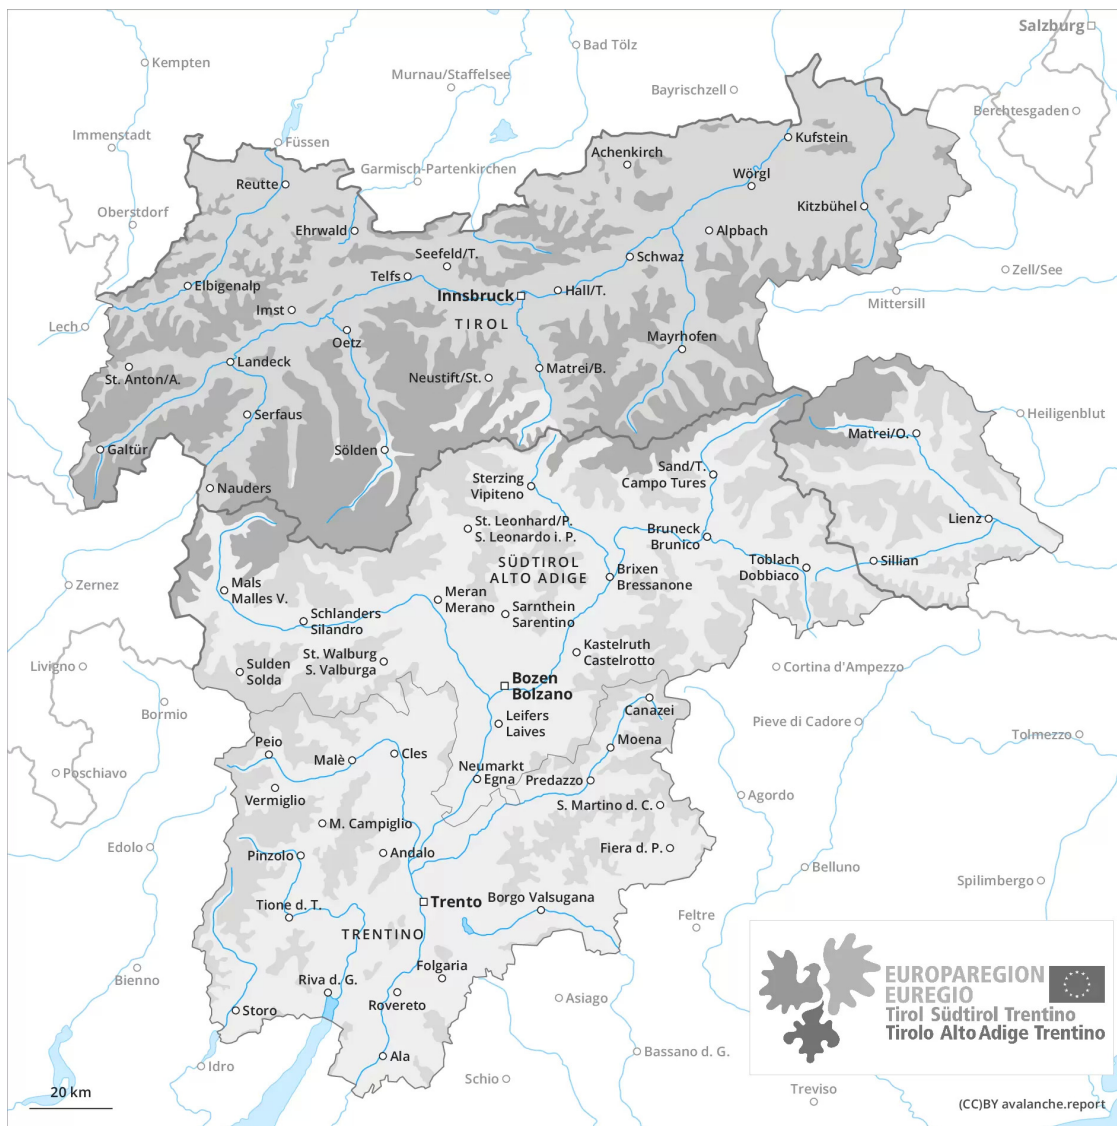 Salzburg
Bad Tölz
Kempten
Murnau/Staffelsee
Bayrischzell
Berchtesgaden
Immenstadt
Füssen
Kufstein
Achenkirch
Garmisch-Partenkirchen
Wörgl
Reutte
Kitzbühel
Oberstdorf
Ehrwald
Alpbach
Seefeld/T.
Schwaz
Zell/See
Telfs
Elbigenalp
Hall/T.
Innsbruck
Mittersill
Imst
TIROL
Lech
Oetz
Mayrhofen
Landeck
Matrei/B.
St. Anton/A.
Neustift/St.
Serfaus
Heiligenblut
Matrei/O.
Galtür
Sölden
Sand/T.
Campo Tures
Sterzing
Vipiteno
Nauders
Lienz
St. Leonhard/P.
S. Leonardo i. P.
Bruneck
Brunico
SÜDTIROL
ALTO ADIGE
Toblach
Dobbiaco
Sillian
Brixen
Bressanone
Zernez
Mals
Malles V.
Meran
Merano
Schlanders
Silandro
Sarnthein
Sarentino
Kastelruth
Castelrotto
St. Walburg
S. Valburga
Livigno
Sulden
Solda
Cortina d'Ampezzo
Bozen
Bolzano
Bormio
Canazei
Leifers
Laives
Pieve di Cadore
Tolmezzo
Moena
Peio
Malè
Cles
Neumarkt
Egna
Predazzo
Poschiavo
Vermiglio
Agordo
S. Martino d. C.
M. Campiglio
Edolo
Pinzolo
Andalo
Fiera d. P.
Belluno
Spilimbergo
Trento
Borgo Valsugana
Tione d. T.
Feltre
TRENTINO
Folgaria
Bienno
Riva d. G.
Rovereto
Asiago
Storo
EUROPAREGION
EUREGIO
Tirol Südtirol Trentino
Tirolo Alto Adige Trentino
Ala
Bassano d. G.
Idro
Schio
Treviso
20 km
(CC)BY avalanche.report